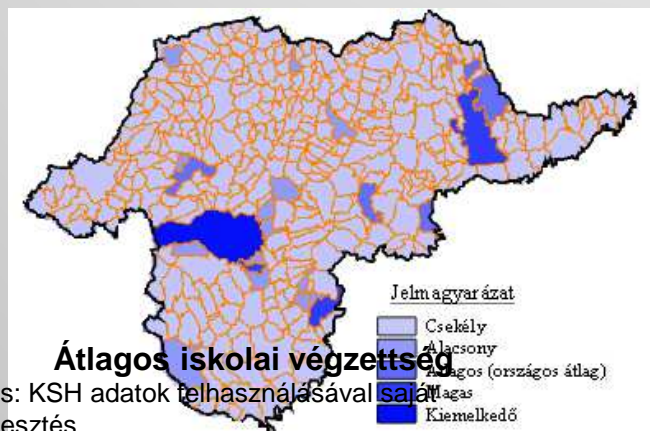 Jelmagyarázat
Csekély
Alacsony
Átlagos (országos átlag)
Magas
Kiemelkedő
Átlagos iskolai végzettség
s: KSH adatok felhasználásával saját
esztés